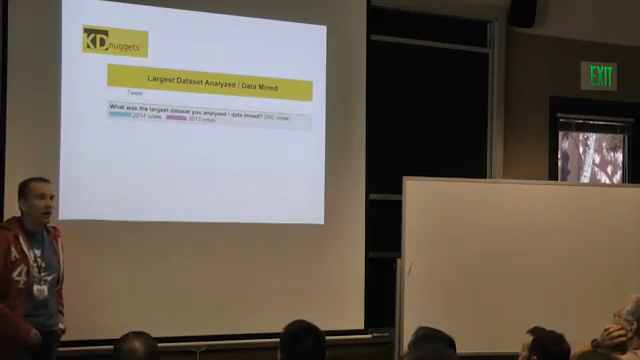 KDnuggets
Largest Dataset Analyzed / Data Mined
Tweet
What was the largest dataset you analyzed / data mined? [392 votes]
2014 votes 2013 votes
EXIT
4